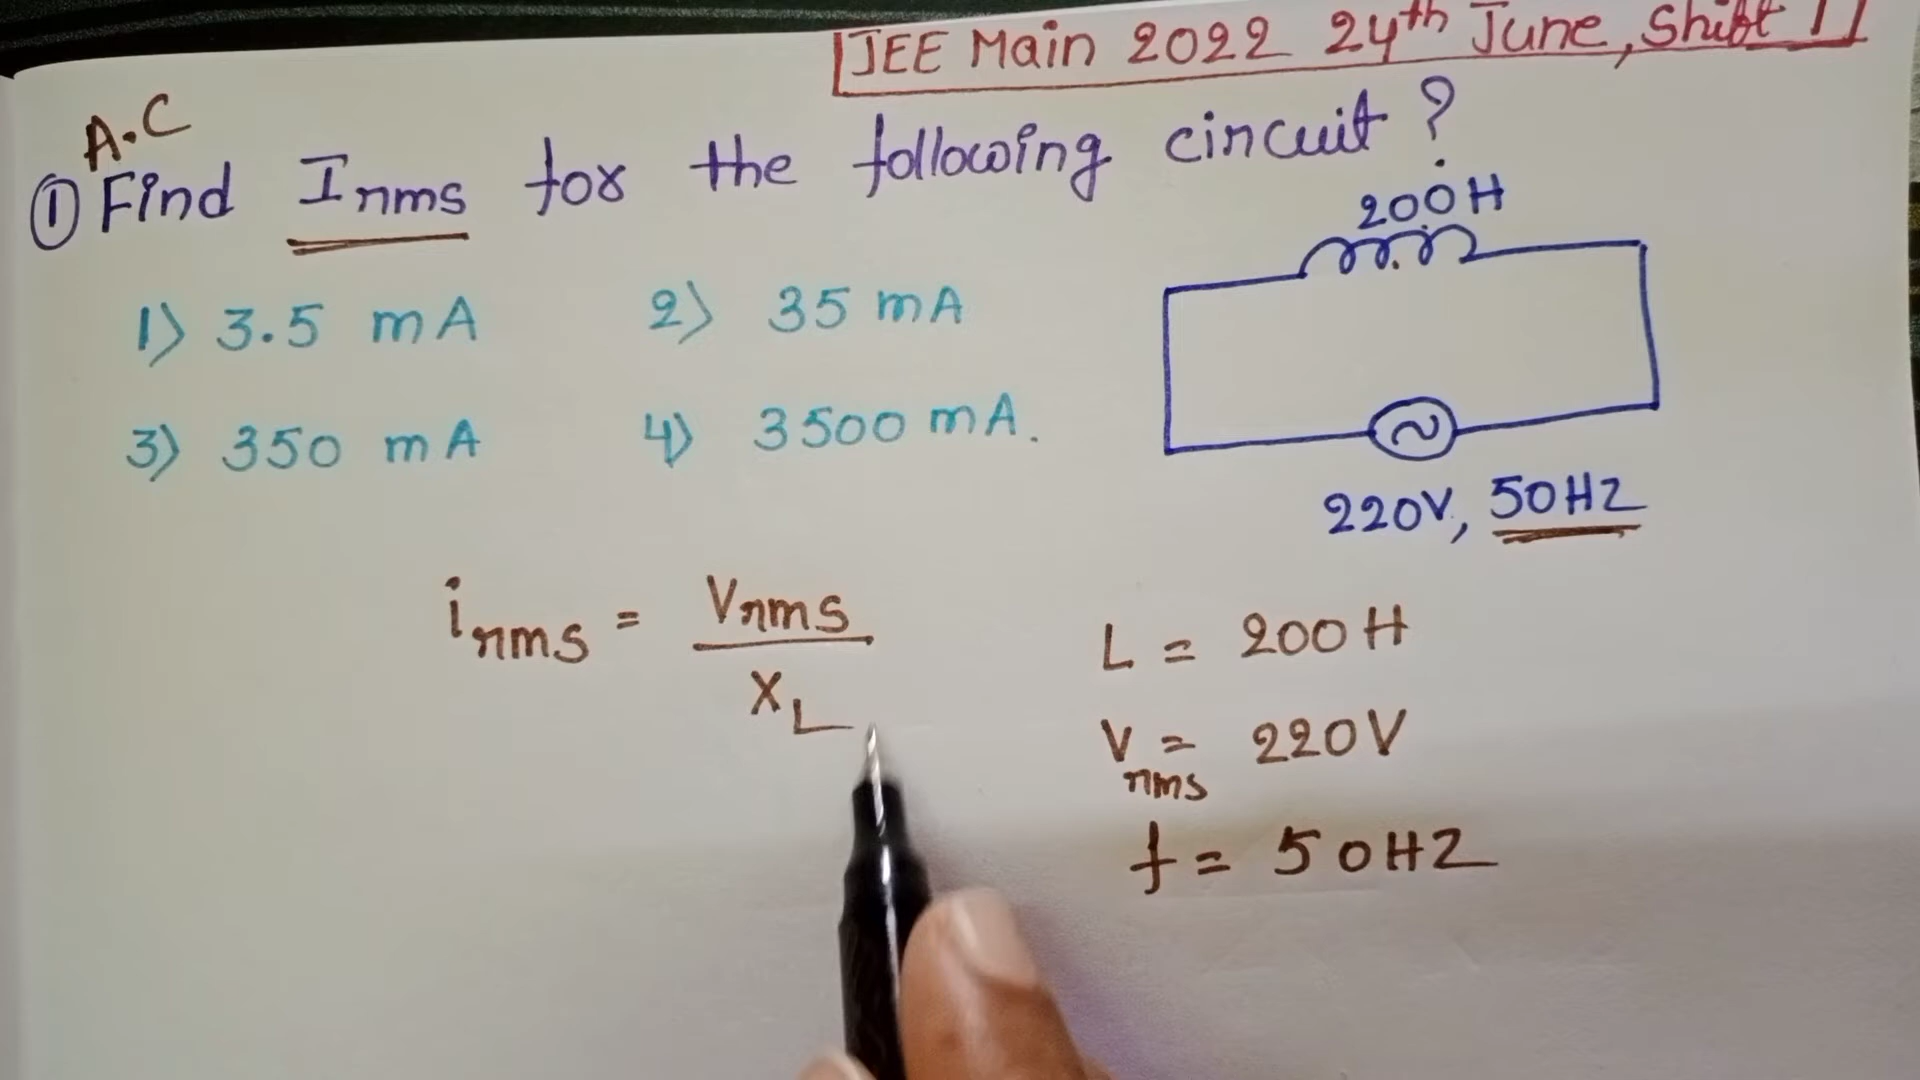 JEE Main 2022 24th June, Shift 1
A.C
① Find Irms for the following circuit ?
200H
1) 3.5 mA 2) 35 mA
3) 350 mA 4) 3500 mA.
220V, 50HZ
irms = Vrms / XL
L = 200H
Vrms = 220V
f = 50HZ